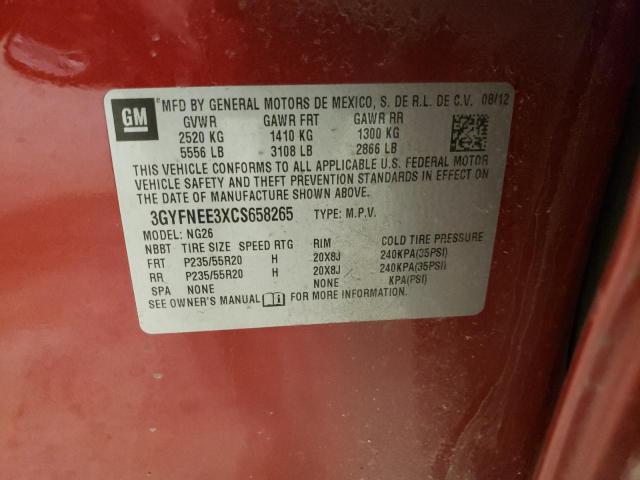 GM ®MFD BY GENERAL MOTORS DE MEXICO, S. DE R.L. DE C.V. 08/12
GVWR GAWR FRT GAWR RR
2520 KG 1410 KG 1300 KG
5556 LB 3108 LB 2866 LB
THIS VEHICLE CONFORMS TO ALL APPLICABLE U.S. FEDERAL MOTOR
VEHICLE SAFETY AND THEFT PREVENTION STANDARDS IN EFFECT ON
THE DATE OF MANUFACTURE SHOWN ABOVE.
3GYFNEE3XCS658265 TYPE: M.P.V.
MODEL: NG26
NBBT TIRE SIZE SPEED RTG RIM COLD TIRE PRESSURE
FRT P235/55R20 H 20X8J 240KPA(35PSI)
RR P235/55R20 H 20X8J 240KPA(35PSI)
SPA NONE NONE KPA(PSI)
SEE OWNER'S MANUAL FOR MORE INFORMATION.